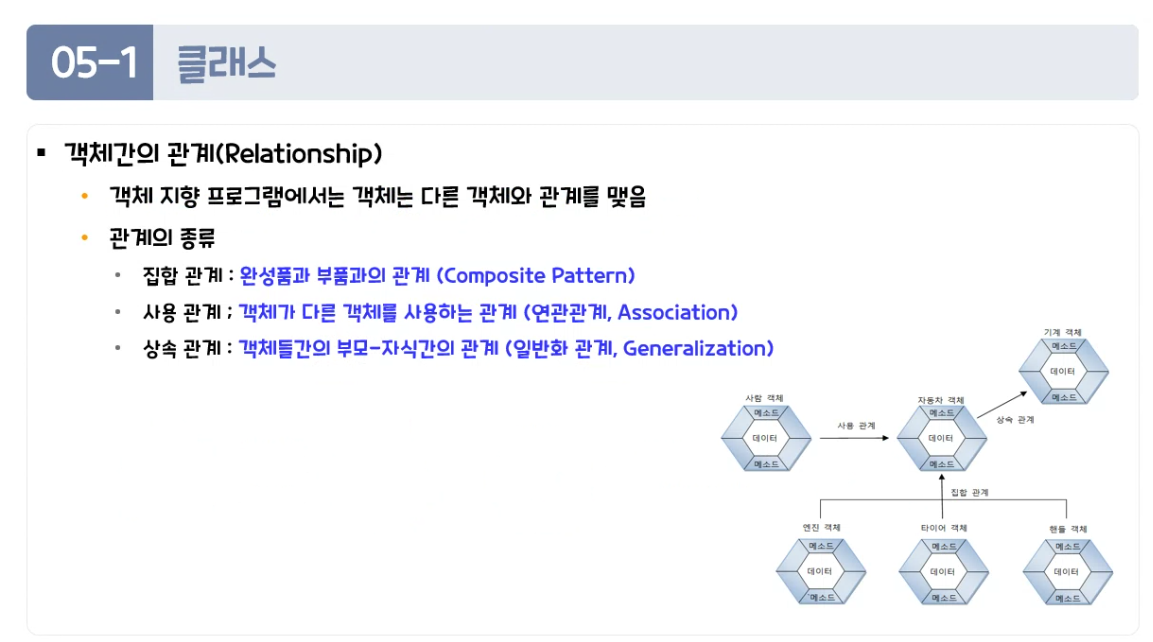 05-1 클래스
▪ 객체간의 관계(Relationship)
• 객체 지향 프로그램에서는 객체는 다른 객체와 관계를 맺음
• 관계의 종류
• 집합 관계 : 완성품과 부품과의 관계 (Composite Pattern)
• 사용 관계 ; 객체가 다른 객체를 사용하는 관계 (연관관계, Association)
• 상속 관계 : 객체들간의 부모-자식간의 관계 (일반화 관계, Generalization)
기계 객체
메소드
데이터
메소드
사람 객체
메소드
데이터
메소드
사용 관계
자동차 객체
메소드
데이터
메소드
상속 관계
집합 관계
엔진 객체
메소드
데이터
메소드
타이어 객체
메소드
데이터
메소드
핸들 객체
메소드
데이터
메소드